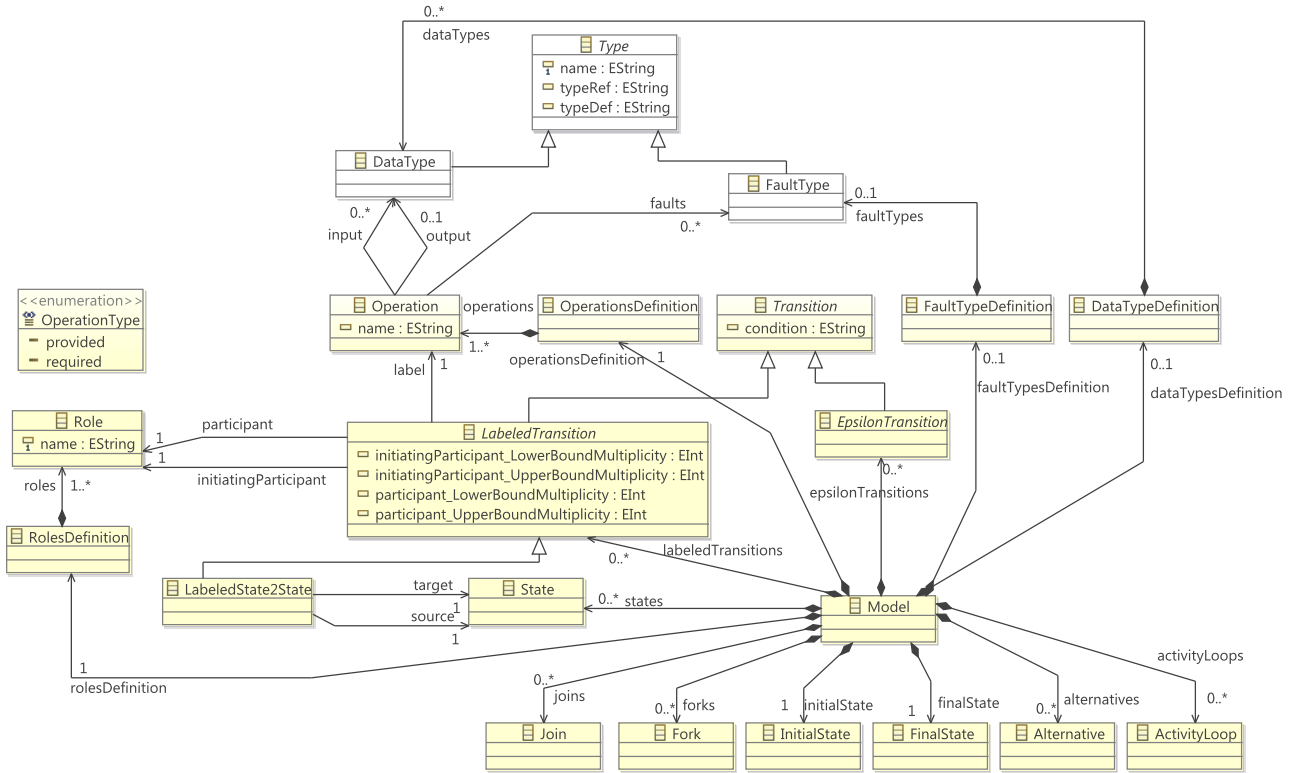 0..*
dataTypes
Type
name : EString
typeRef : EString
typeDef : EString
DataType
FaultType
0..*
input
0..1
output
faults
0..*
0..1
faultTypes
<<enumeration>>
OperationType
provided
required
Operation
name : EString
operations
1..*
OperationsDefinition
operationsDefinition
1
Transition
condition : EString
FaultTypeDefinition
DataTypeDefinition
label
1
0..1
faultTypesDefinition
0..1
dataTypesDefinition
Role
name : EString
participant
1
1
initiatingParticipant
LabeledTransition
initiatingParticipant_LowerBoundMultiplicity : EInt
initiatingParticipant_UpperBoundMultiplicity : EInt
participant_LowerBoundMultiplicity : EInt
participant_UpperBoundMultiplicity : EInt
EpsilonTransition
0..*
epsilonTransitions
roles
1..*
RolesDefinition
0..*
labeledTransitions
LabeledState2State
target
1
source
1
State
0..*
states
Model
1
rolesDefinition
0..*
joins
0..*
forks
1
initialState
1
finalState
0..*
alternatives
activityLoops
0..*
Join
Fork
InitialState
FinalState
Alternative
ActivityLoop